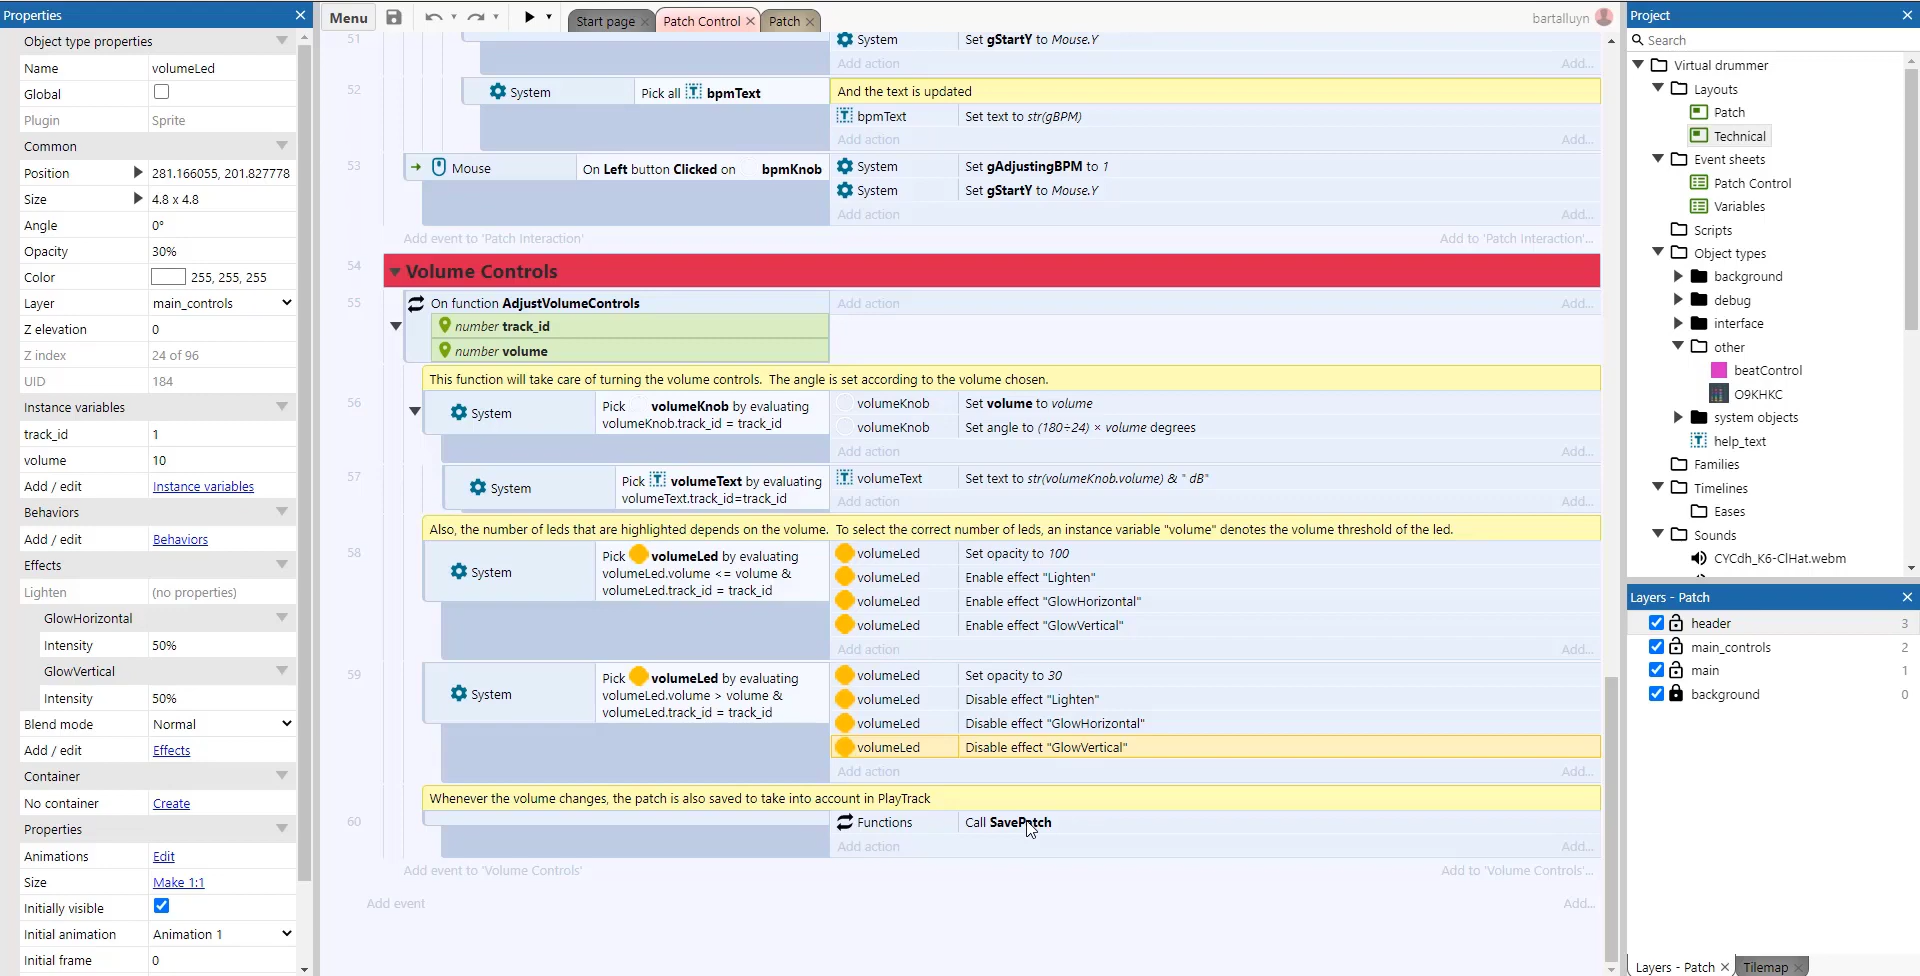 Properties
Object type properties
Name volumeLed
Global
Plugin Sprite
Common
Position 281.166055, 201.827778
Size 4.8 x 4.8
Angle 0°
Opacity 30%
Color 255, 255, 255
Layer main_controls
Z elevation 0
Z index 24 of 96
UID 184
Instance variables
track_id 1
volume 10
Add / edit Instance variables
Behaviors
Add / edit Behaviors
Effects
Lighten (no properties)
GlowHorizontal
Intensity 50%
GlowVertical
Intensity 50%
Blend mode Normal
Add / edit Effects
Container
No container Create
Properties
Animations Edit
Size Make 1:1
Initially visible
Initial animation Animation 1
Initial frame 0
Menu
Start page
Patch Control
Patch
bartalluyn
51
System Set gStartY to Mouse.Y
Add...
52
System Pick all bpmText
And the text is updated
bpmText Set text to str(gBPM)
Add action Add...
53
Mouse On Left button Clicked on bpmKnob
System Set gAdjustingBPM to 1
System Set gStartY to Mouse.Y
Add action Add...
Add event to 'Patch Interaction' Add to 'Patch Interaction'...
54
Volume Controls
55
On function AdjustVolumeControls
Add action Add...
number track_id
number volume
This function will take care of turning the volume controls. The angle is set according to the volume chosen.
56
System Pick volumeKnob by evaluating
volumeKnob.track_id = track_id
volumeKnob Set volume to volume
volumeKnob Set angle to (180÷24) × volume degrees
Add action Add...
57
System Pick volumeText by evaluating
volumeText.track_id=track_id
volumeText Set text to str(volumeKnob.volume) & " dB"
Add action Add...
Also, the number of leds that are highlighted depends on the volume. To select the correct number of leds, an instance variable "volume" denotes the volume threshold of the led.
58
System Pick volumeLed by evaluating
volumeLed.volume <= volume &
volumeLed.track_id = track_id
volumeLed Set opacity to 100
volumeLed Enable effect "Lighten"
volumeLed Enable effect "GlowHorizontal"
volumeLed Enable effect "GlowVertical"
Add action Add...
59
System Pick volumeLed by evaluating
volumeLed.volume > volume &
volumeLed.track_id = track_id
volumeLed Set opacity to 30
volumeLed Disable effect "Lighten"
volumeLed Disable effect "GlowHorizontal"
volumeLed Disable effect "GlowVertical"
Add action Add...
Whenever the volume changes, the patch is also saved to take into account in PlayTrack
60
Functions Call SavePatch
Add action Add...
Add event to 'Volume Controls' Add to 'Volume Controls'...
Add event Add...
Project
Search
Virtual drummer
Layouts
Patch
Technical
Event sheets
Patch Control
Variables
Scripts
Object types
background
debug
interface
other
beatControl
O9KHKC
system objects
help_text
Families
Timelines
Eases
Sounds
CYCdh_K6-ClHat.webm
Layers - Patch
header 3
main_controls 2
main 1
background 0
Layers - Patch
Tilemap